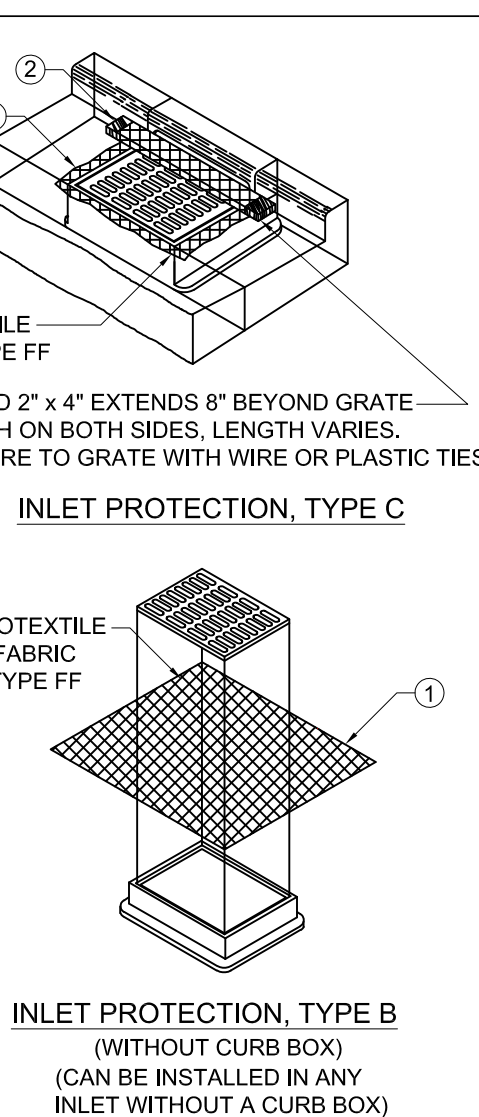 2
ILE
PE FF
D 2" x 4" EXTENDS 8" BEYOND GRATE
H ON BOTH SIDES, LENGTH VARIES.
RE TO GRATE WITH WIRE OR PLASTIC TIES
INLET PROTECTION, TYPE C
OTEXTILE
FABRIC
TYPE FF
1
INLET PROTECTION, TYPE B
(WITHOUT CURB BOX)
(CAN BE INSTALLED IN ANY
INLET WITHOUT A CURB BOX)